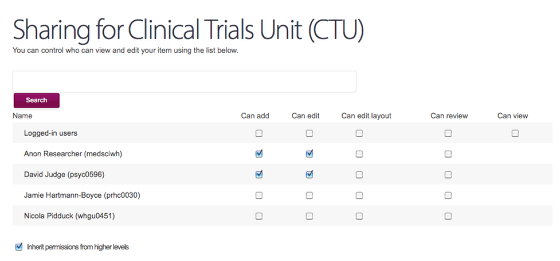 Sharing for Clinical Trials Unit (CTU)
You can control who can view and edit your item using the list below.
Search
Name Can add Can edit Can edit layout Can review Can view
Logged-in users
Anon Researcher (medsciwh)
David Judge (psyc0596)
Jamie Hartmann-Boyce (prhc0030)
Nicola Pidduck (whgu0451)
Inherit permissions from higher levels